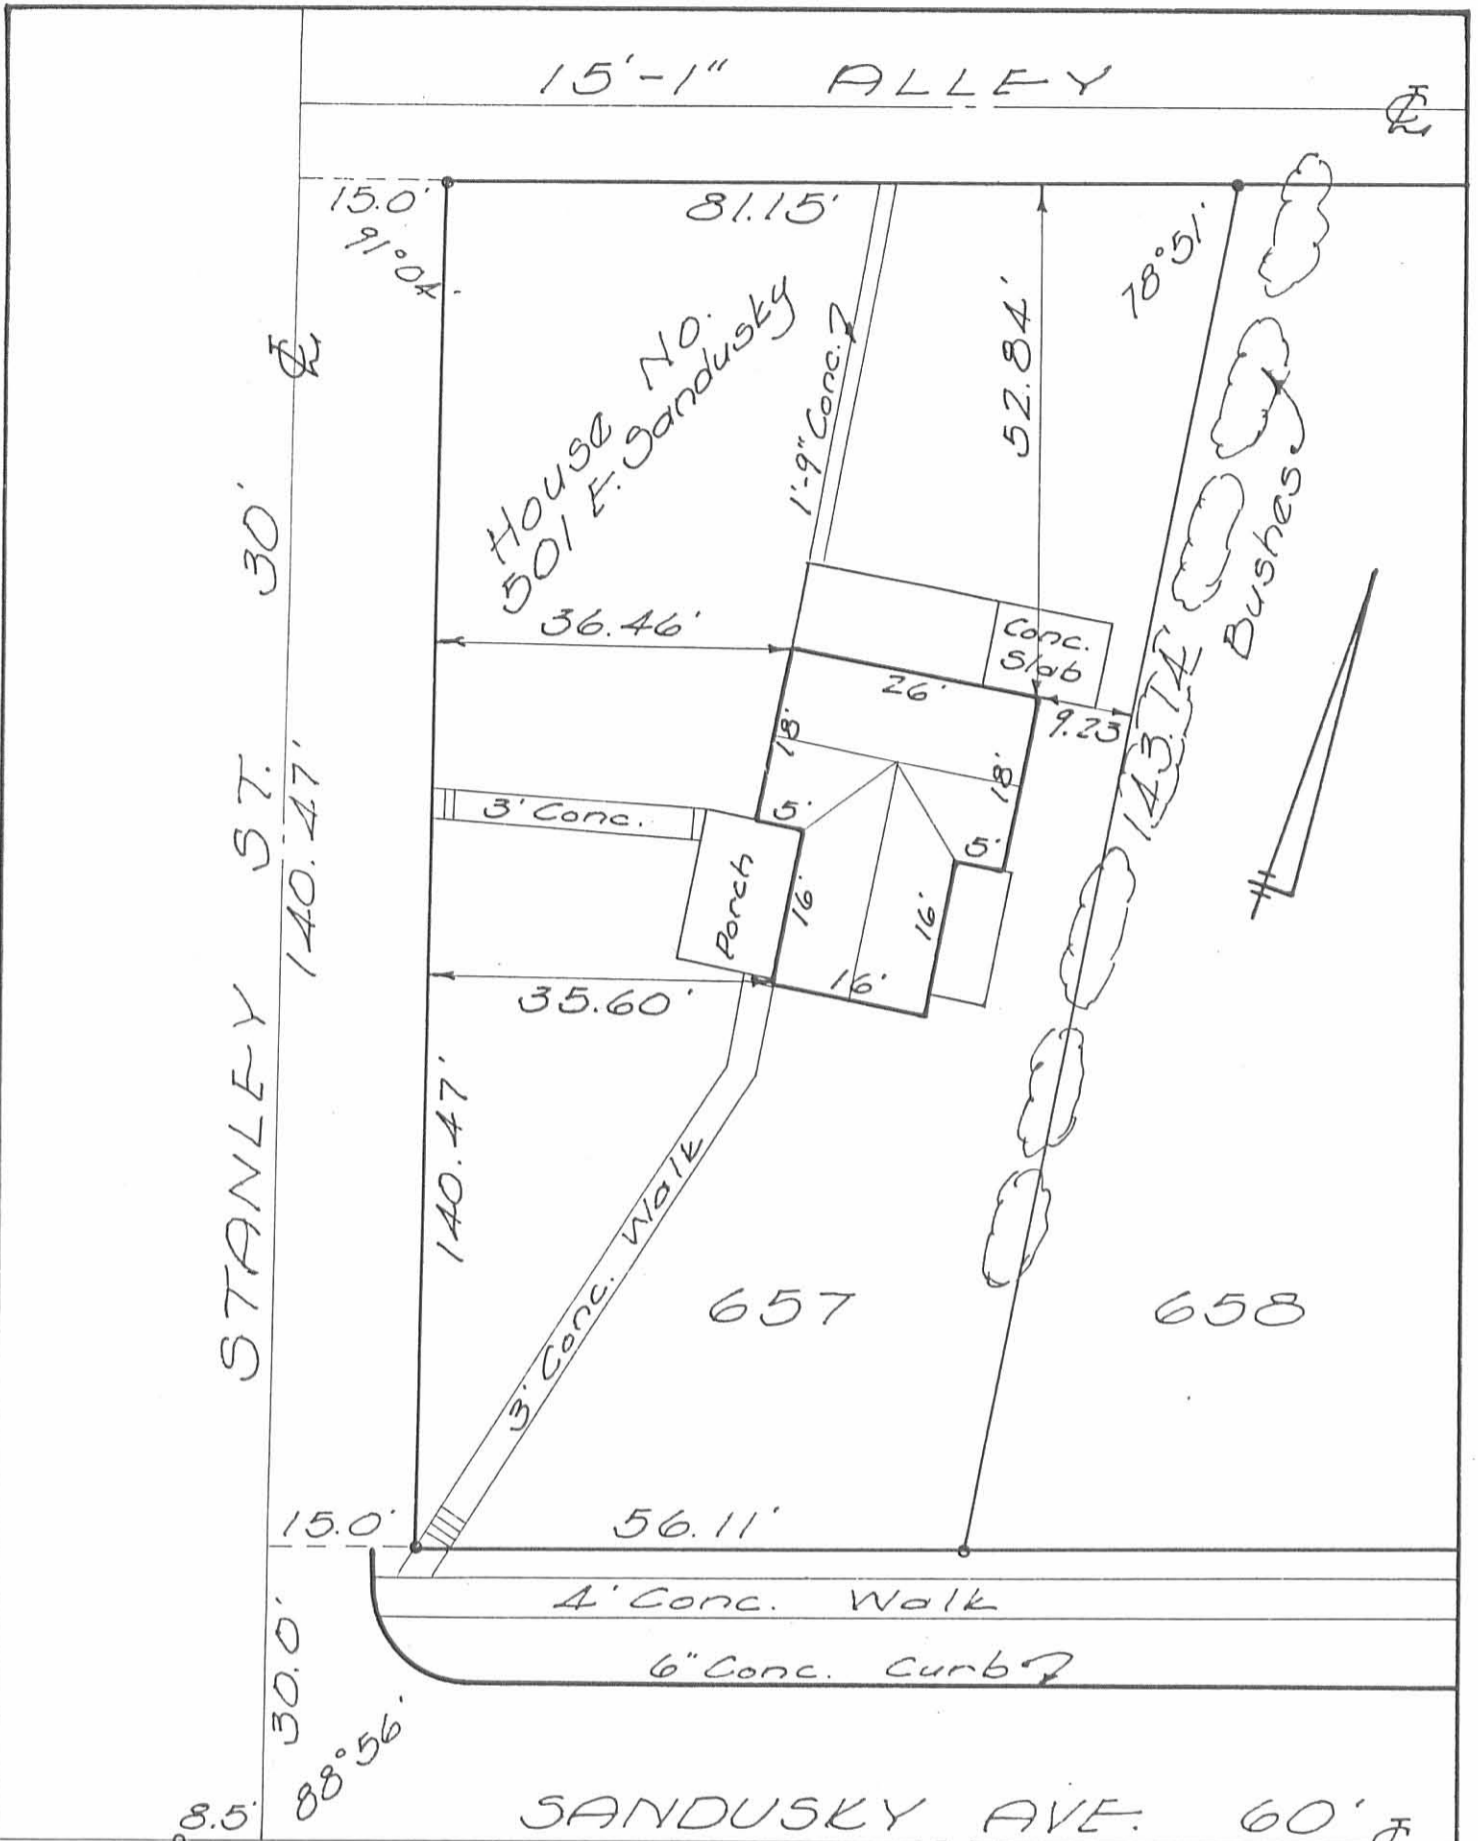 15'-1" ALLEY
℄
15.0'
81.15'
91°04'
78°51'
House No.
501 E. Sandusky
1'-9" Conc.
52.84'
℄
Bushes
STANLEY ST. 30'
140.47'
36.46'
Conc.
Slab
26'
9.23
18'
18'
143.74
3' Conc.
5'
5'
Porch
16'
16'
16'
35.60'
140.47'
3' Conc. Walk
657
658
15.0'
56.11'
4' Conc. Walk
6" Conc. Curb
30.0'
88°56'
8.5'
SANDUSKY AVE. 60' ℄